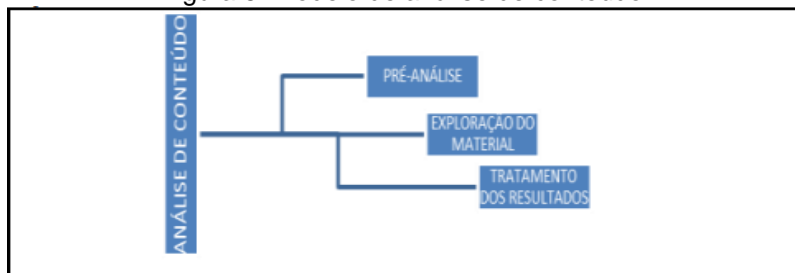 ANÁLISE DE CONTEÚDO
PRÉ-ANÁLISE
EXPLORAÇÃO DO
MATERIAL
TRATAMENTO
DOS RESULTADOS